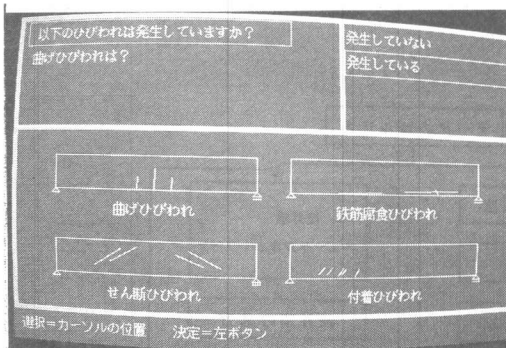 以下のひびわれは発生していますか？
曲げひびわれは？
発生していない
発生している
曲げひびわれ
鉄筋腐食ひびわれ
せん断ひびわれ
付着ひびわれ
選択＝カーソルの位置　決定＝左ボタン